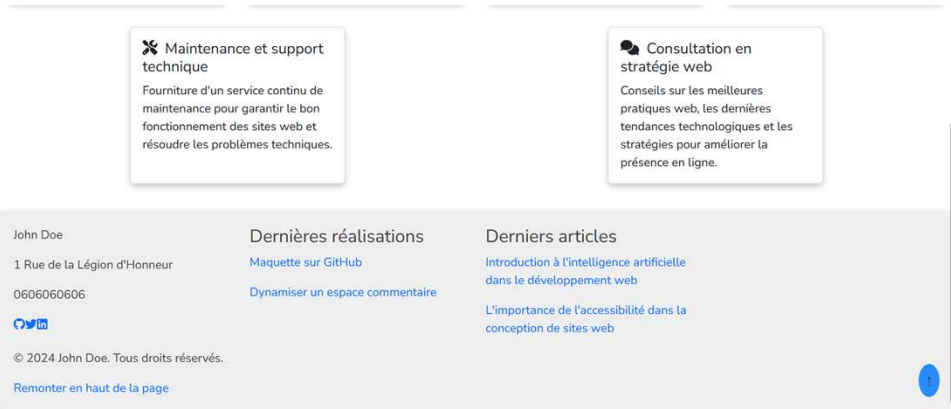 Maintenance et support
technique
Fourniture d'un service continu de
maintenance pour garantir le bon
fonctionnement des sites web et
résoudre les problèmes techniques.
Consultation en
stratégie web
Conseils sur les meilleures
pratiques web, les dernières
tendances technologiques et les
stratégies pour améliorer la
présence en ligne.
John Doe
1 Rue de la Légion d'Honneur
0606060606
© 2024 John Doe. Tous droits réservés.
Remonter en haut de la page
Dernières réalisations
Maquette sur GitHub
Dynamiser un espace commentaire
Derniers articles
Introduction à l'intelligence artificielle
dans le développement web
L'importance de l'accessibilité dans la
conception de sites web
↑